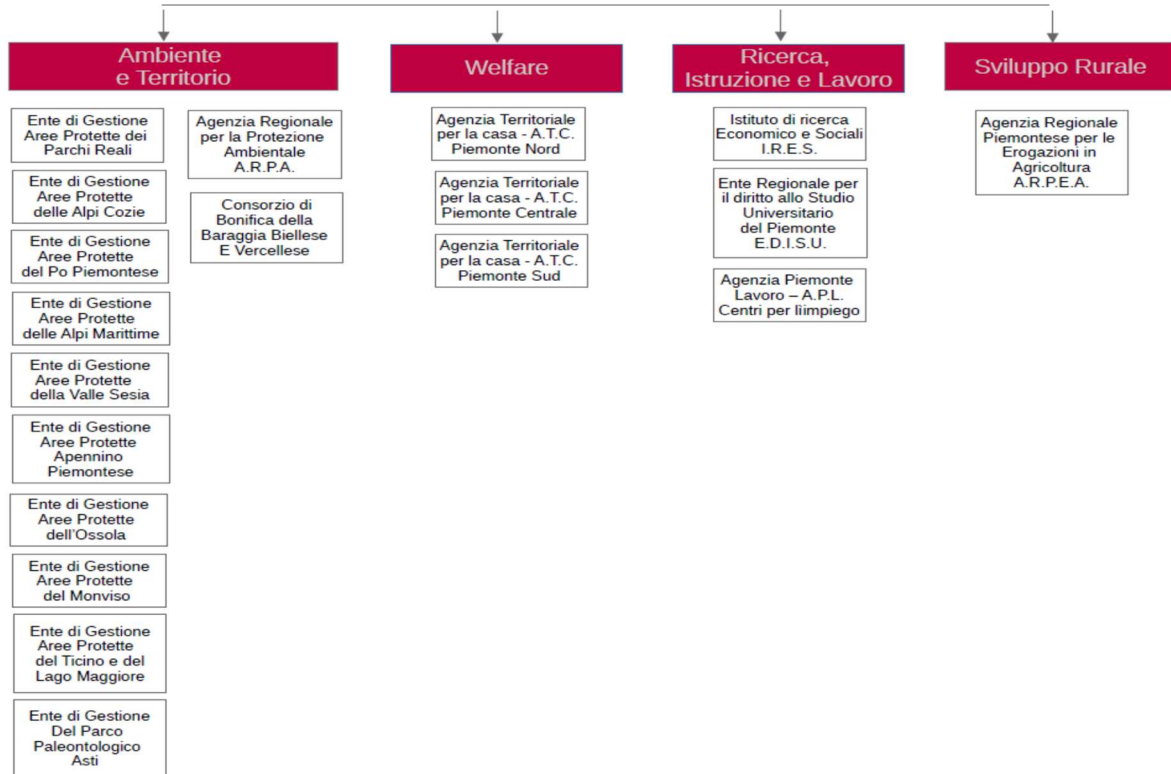 Ambiente
e Territorio
Ente di Gestione
Aree Protette dei
Parchi Reali
Ente di Gestione
Aree Protette
delle Alpi Cozie
Ente di Gestione
Aree Protette
del Po Piemontese
Ente di Gestione
Aree Protette
delle Alpi Marittime
Ente di Gestione
Aree Protette
della Valle Sesia
Ente di Gestione
Aree Protette
Apennino
Piemontese
Ente di Gestione
Aree Protette
dell'Ossola
Ente di Gestione
Aree Protette
del Monviso
Ente di Gestione
Aree Protette
del Ticino e del
Lago Maggiore
Ente di Gestione
Del Parco
Paleontologico
Asti
Agenzia Regionale
per la Protezione
Ambientale
A.R.P.A.
Consorzio di
Bonifica della
Baraggia Biellese
E Vercellese
Welfare
Agenzia Territoriale
per la casa - A.T.C.
Piemonte Nord
Agenzia Territoriale
per la casa - A.T.C.
Piemonte Centrale
Agenzia Territoriale
per la casa - A.T.C.
Piemonte Sud
Ricerca,
Istruzione e Lavoro
Istituto di ricerca
Economico e Sociali
I.R.E.S.
Ente Regionale per
il diritto allo Studio
Universitario
del Piemonte
E.D.I.S.U.
Agenzia Piemonte
Lavoro – A.P.L.
Centri per lìimpiego
Sviluppo Rurale
Agenzia Regionale
Piemontese per le
Erogazioni in
Agricoltura
A.R.P.E.A.